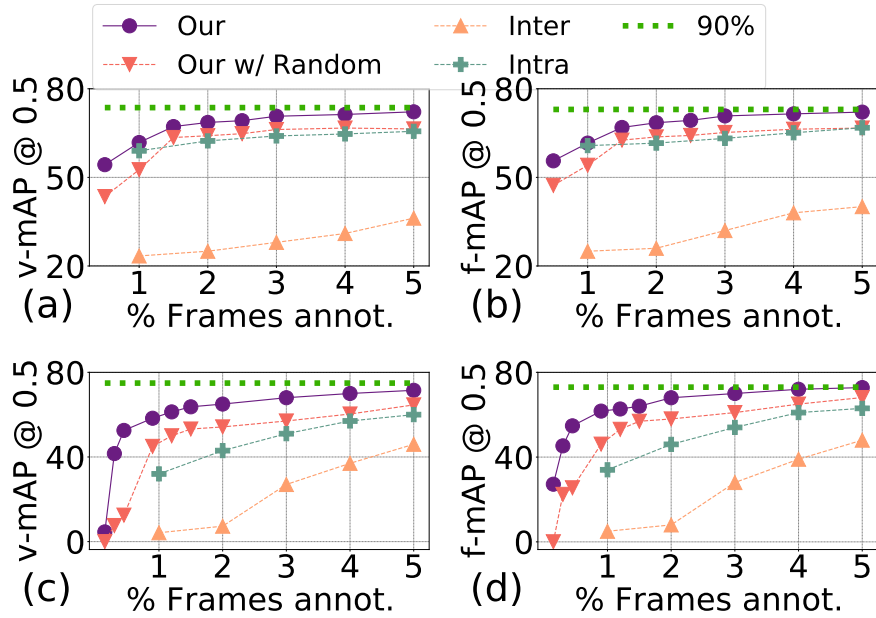 Our
Inter
90%
Our w/ Random
Intra
v-mAP @ 0.5
80
50
20
1 2 3 4 5
% Frames annot.
(a)
f-mAP @ 0.5
80
50
20
1 2 3 4 5
% Frames annot.
(b)
v-mAP @ 0.5
80
40
0
1 2 3 4 5
% Frames annot.
(c)
f-mAP @ 0.5
80
40
0
1 2 3 4 5
% Frames annot.
(d)